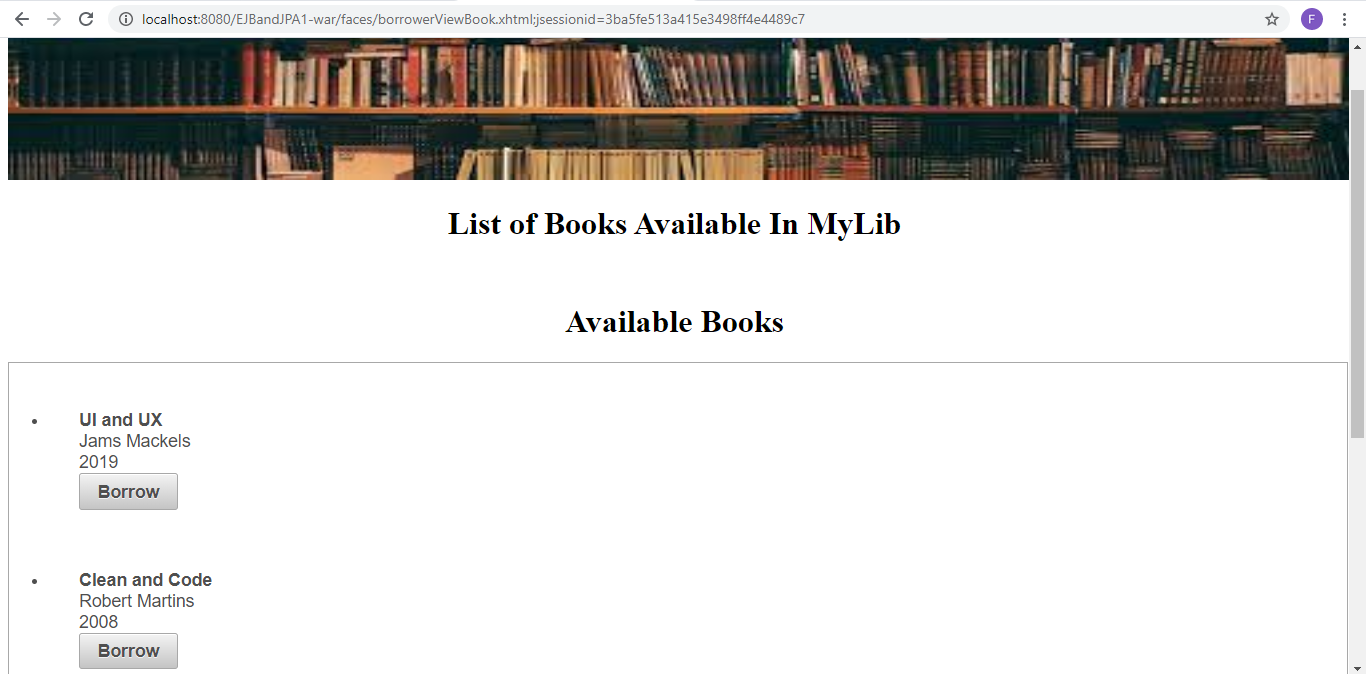 localhost:8080/EJBandJPA1-war/faces/borrowerViewBook.xhtml;jsessionid=3ba5fe513a415e3498ff4e4489c7
F
List of Books Available In MyLib
Available Books
UI and UX
Jams Mackels
2019
Borrow
Clean and Code
Robert Martins
2008
Borrow